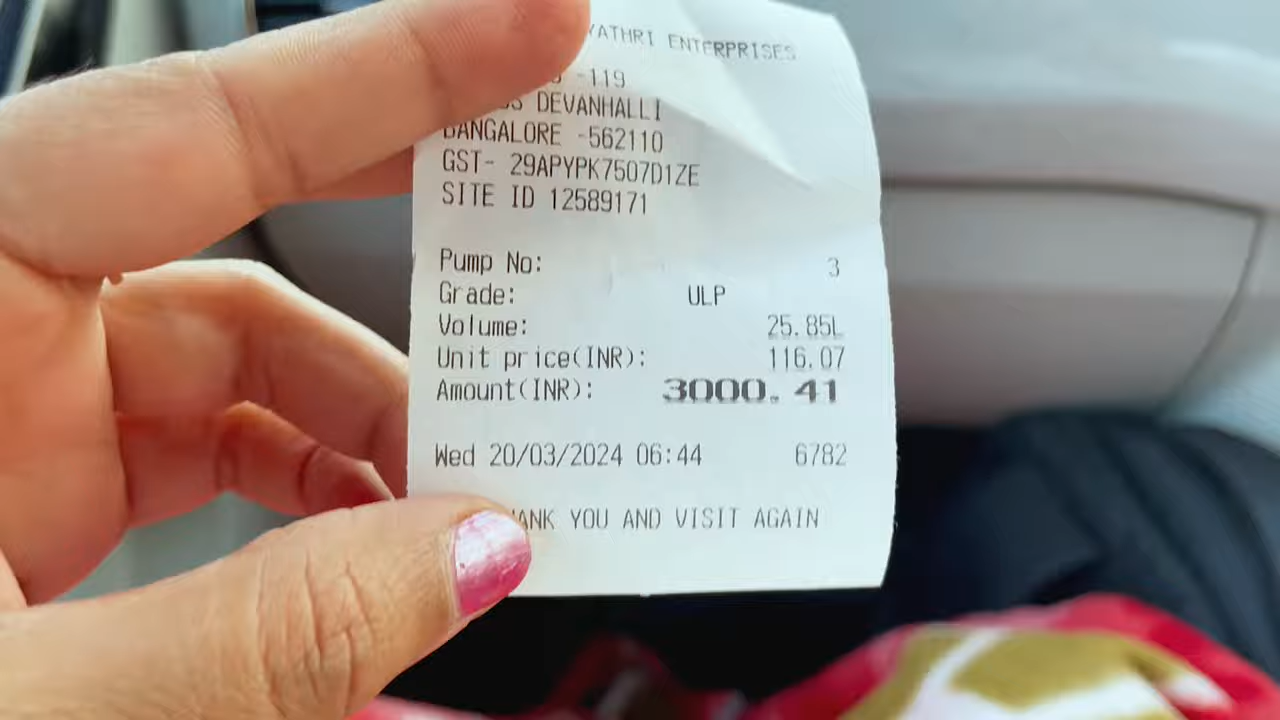 YATHRI ENTERPRISES
-119
DEVANHALLI
BANGALORE -562110
GST- 29APYPK7507D1ZE
SITE ID 12589171
Pump No: 3
Grade: ULP
Volume: 25.85L
Unit price(INR): 116.07
Amount(INR): 3000.41
Wed 20/03/2024 06:44 6782
ANK YOU AND VISIT AGAIN